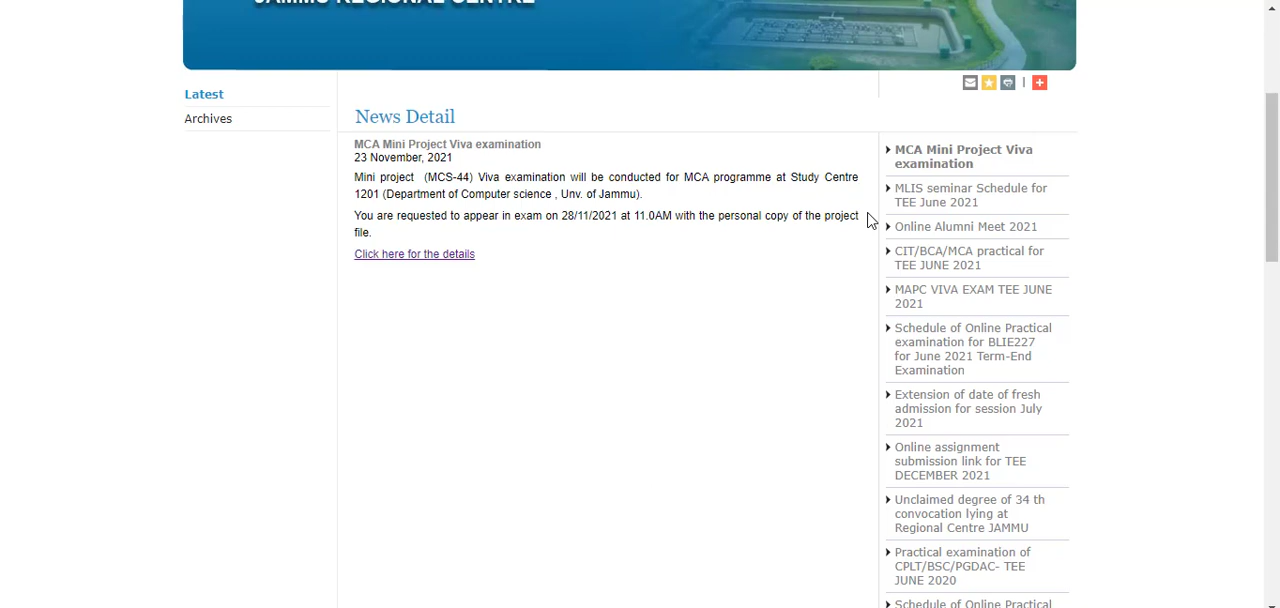 JAMMU REGIONAL CENTRE
Latest
Archives
News Detail
MCA Mini Project Viva examination
23 November, 2021
Mini project (MCS-44) Viva examination will be conducted for MCA programme at Study Centre
1201 (Department of Computer science , Unv. of Jammu).
You are requested to appear in exam on 28/11/2021 at 11.0AM with the personal copy of the project
file.
Click here for the details
MCA Mini Project Viva
examination
MLIS seminar Schedule for
TEE June 2021
Online Alumni Meet 2021
CIT/BCA/MCA practical for
TEE JUNE 2021
MAPC VIVA EXAM TEE JUNE
2021
Schedule of Online Practical
examination for BLIE227
for June 2021 Term-End
Examination
Extension of date of fresh
admission for session July
2021
Online assignment
submission link for TEE
DECEMBER 2021
Unclaimed degree of 34 th
convocation lying at
Regional Centre JAMMU
Practical examination of
CPLT/BSC/PGDAC- TEE
JUNE 2020
Schedule of Online Practical